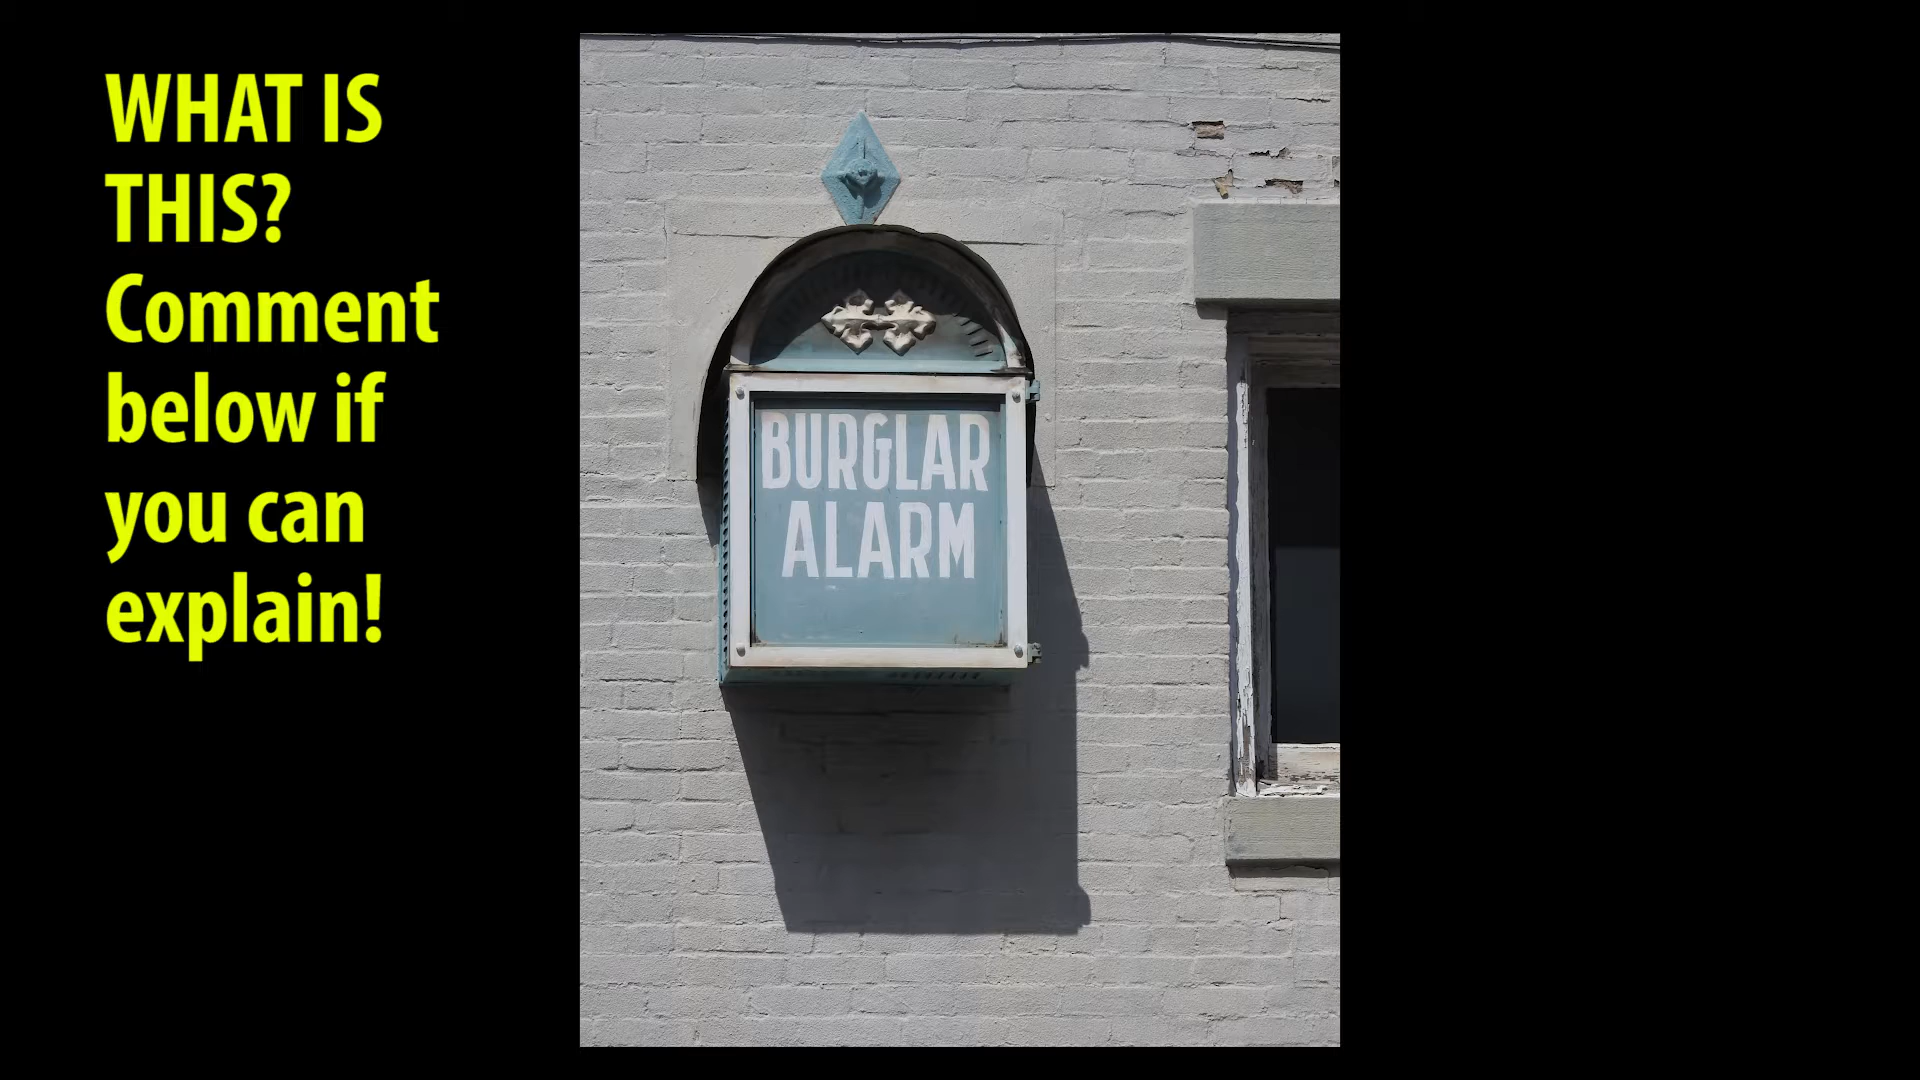 WHAT IS
THIS?
Comment
below if
you can
explain!
BURGLAR
ALARM